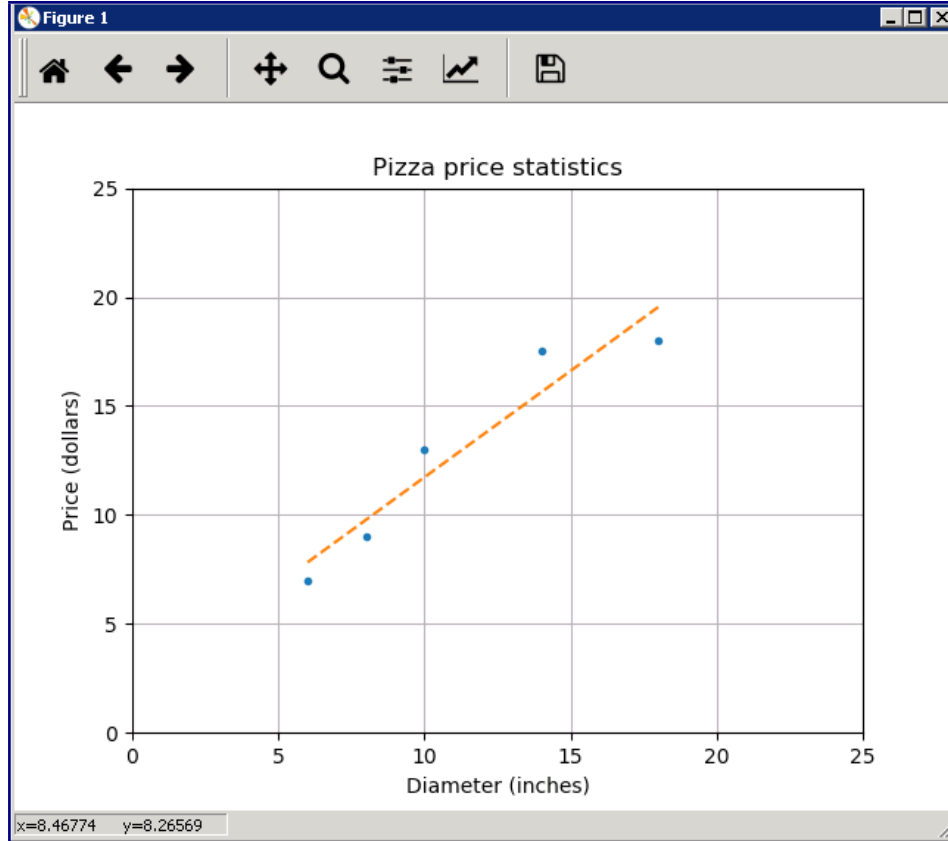 Figure 1
Pizza price statistics
25
20
15
10
5
0
Price (dollars)
0 5 10 15 20 25
Diameter (inches)
x=8.46774 y=8.26569